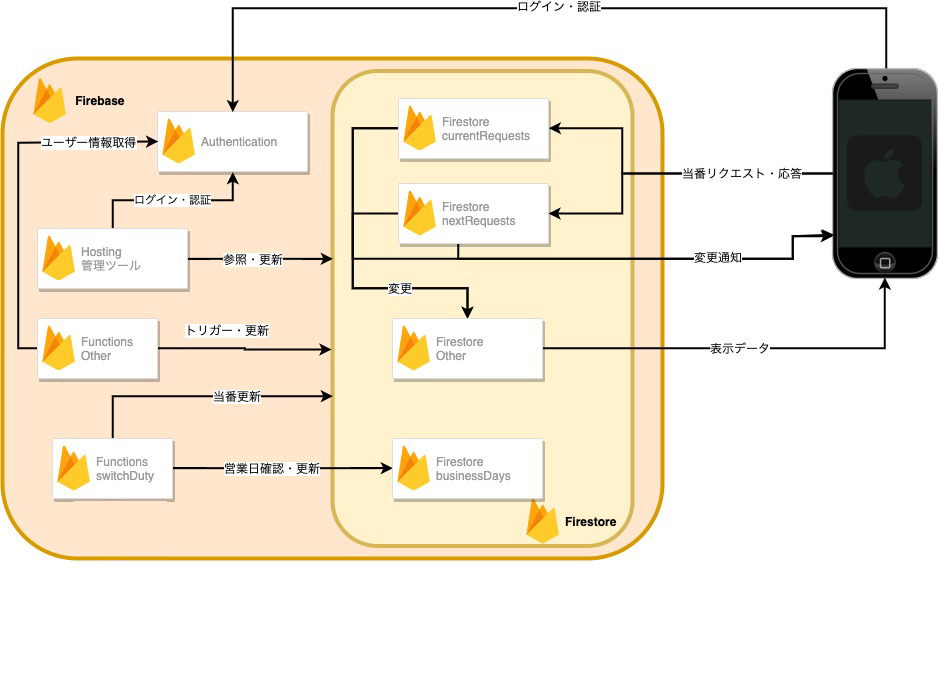 ログイン・認証
Firebase
Authentication
ユーザー情報取得
ログイン・認証
Hosting
管理ツール
参照・更新
Functions
Other
トリガー・更新
当番更新
Functions
switchDuty
営業日確認・更新
Firestore
currentRequests
Firestore
nextRequests
当番リクエスト・応答
変更通知
変更
Firestore
Other
表示データ
Firestore
businessDays
Firestore